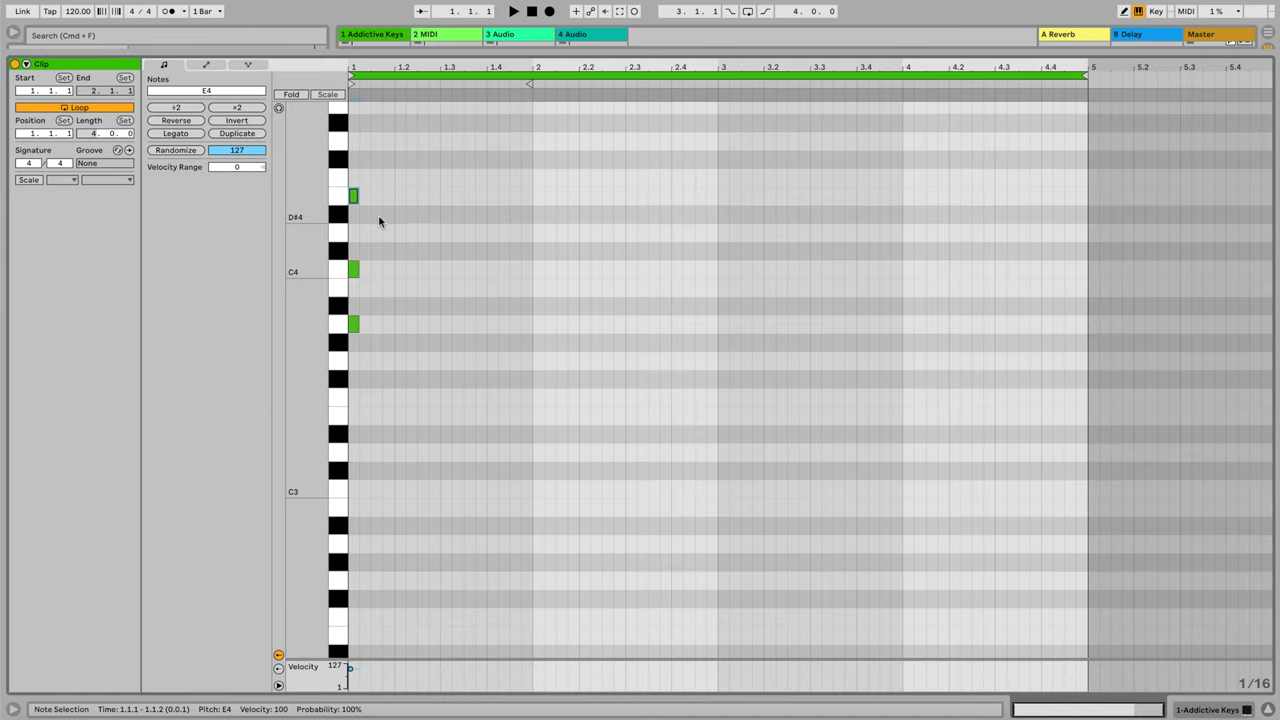 Link Tap 120.00 4 / 4 1 Bar 1. 1. 1 3. 1. 1 4. 0. 0 Key MIDI 1 %
Search (Cmd + F) 1 Addictive Keys 2 MIDI 3 Audio 4 Audio A Reverb B Delay Master
Clip
1 1.2 1.3 1.4 2 2.2 2.3 2.4 3 3.2 3.3 3.4 4 4.2 4.3 4.4 5 5.2 5.3 5.4
Start Set End Set
1. 1. 1 2. 1. 1
Loop
Position Set Length Set
1. 1. 1 4. 0. 0
Signature Groove
4 / 4 None
Scale
Notes
E4
÷2 ×2
Reverse Invert
Legato Duplicate
Randomize 127
Velocity Range 0
Fold Scale
D#4
C4
C3
Velocity 127
1
1/16
Note Selection Time: 1.1.1 - 1.1.2 (0.0.1) Pitch: E4 Velocity: 100 Probability: 100%
1-Addictive Keys